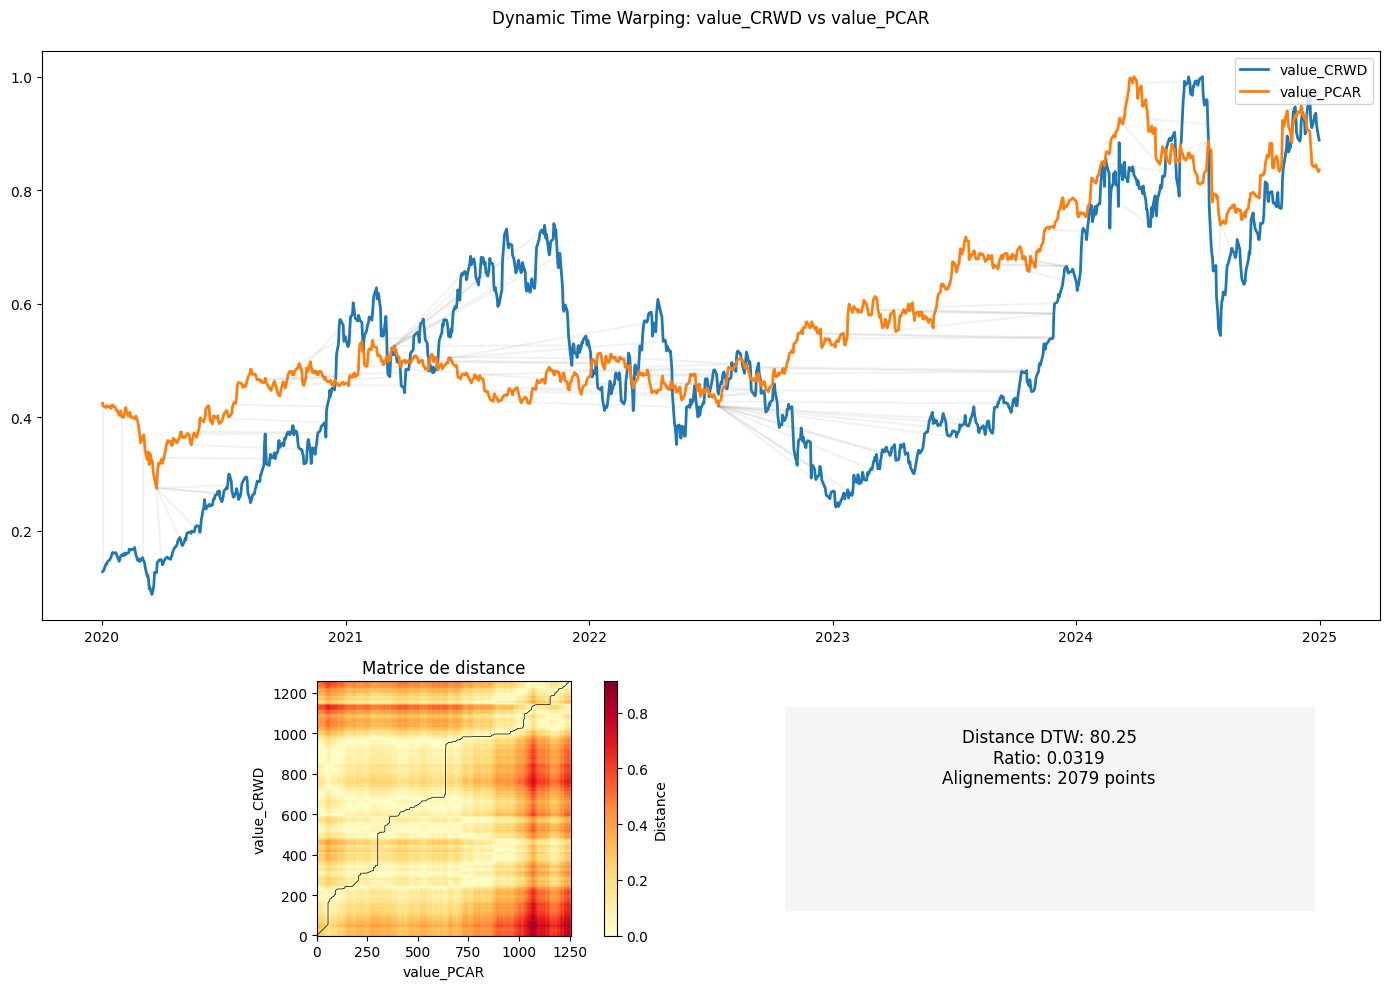 Dynamic Time Warping: value_CRWD vs value_PCAR
value_CRWD
value_PCAR
1.0
0.8
0.6
0.4
0.2
2020 2021 2022 2023 2024 2025
Matrice de distance
value_CRWD
1200
1000
800
600
400
200
0
0 250 500 750 1000 1250
value_PCAR
0.8
0.6
0.4
0.2
0.0
Distance
Distance DTW: 80.25
Ratio: 0.0319
Alignements: 2079 points